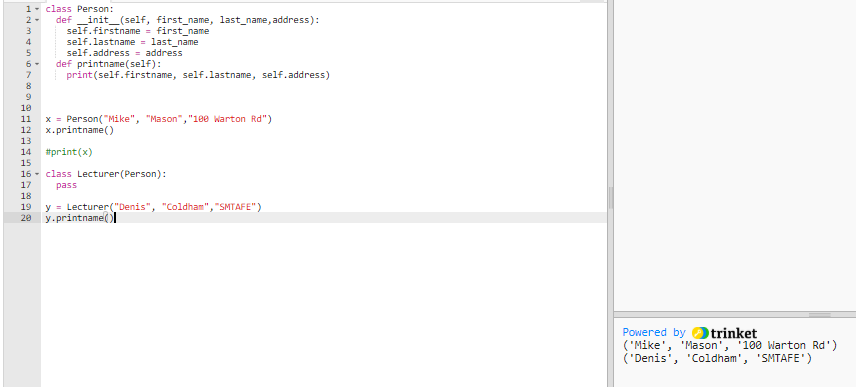 1 class Person:
2 def __init__(self, first_name, last_name,address):
3 self.firstname = first_name
4 self.lastname = last_name
5 self.address = address
6 def printname(self):
7 print(self.firstname, self.lastname, self.address)
8
9
10
11 x = Person("Mike", "Mason","100 Warton Rd")
12 x.printname()
13
14 #print(x)
15
16 class Lecturer(Person):
17 pass
18
19 y = Lecturer("Denis", "Coldham","SMTAFE")
20 y.printname()
Powered by trinket
('Mike', 'Mason', '100 Warton Rd')
('Denis', 'Coldham', 'SMTAFE')